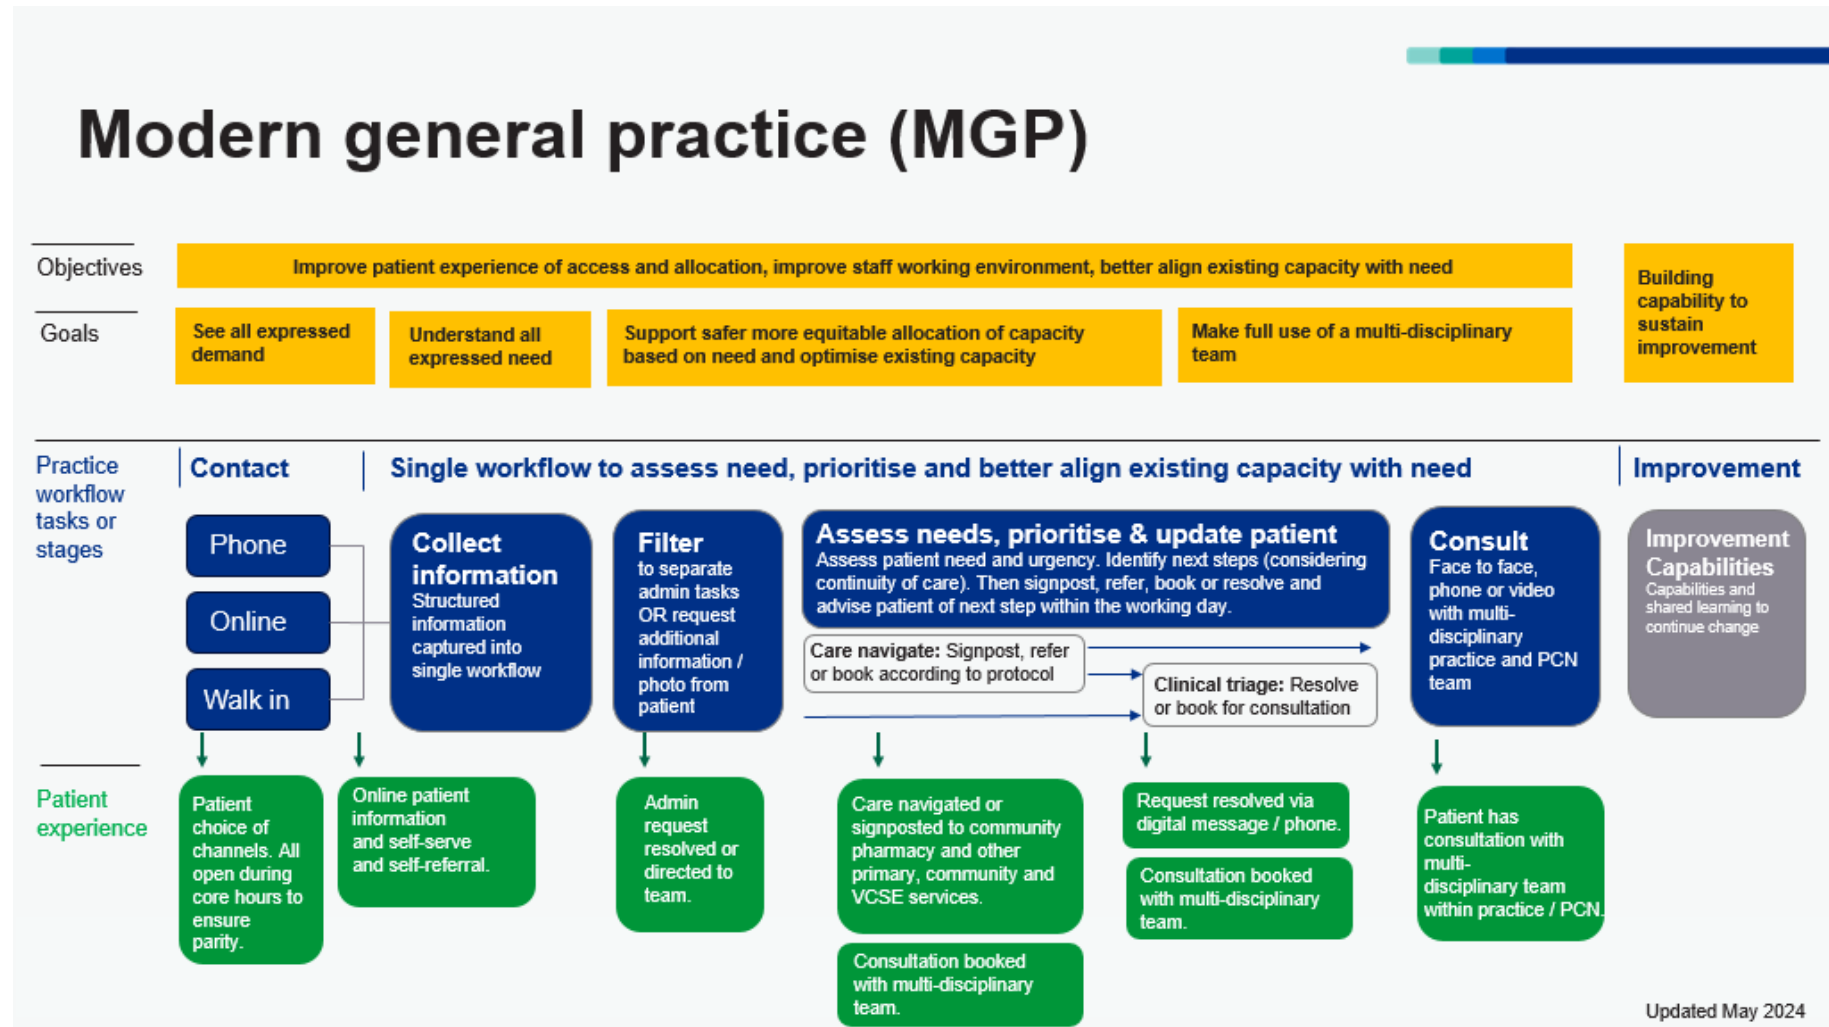 Modern general practice (MGP)
Objectives
Improve patient experience of access and allocation, improve staff working environment, better align existing capacity with need
Building
capability to
sustain
improvement
Goals
See all expressed
demand
Understand all
expressed need
Support safer more equitable allocation of capacity
based on need and optimise existing capacity
Make full use of a multi-disciplinary
team
Practice
workflow
tasks or
stages
Contact
Single workflow to assess need, prioritise and better align existing capacity with need
Improvement
Phone
Online
Walk in
Collect
information
Structured
information
captured into
single workflow
Filter
to separate
admin tasks
OR request
additional
information /
photo from
patient
Assess needs, prioritise & update patient
Assess patient need and urgency. Identify next steps (considering
continuity of care). Then signpost, refer, book or resolve and
advise patient of next step within the working day.
Care navigate: Signpost, refer
or book according to protocol
Clinical triage: Resolve
or book for consultation
Consult
Face to face,
phone or video
with multi-
disciplinary
practice and PCN
team
Improvement
Capabilities
Capabilities and
shared learning to
continue change
Patient
experience
Patient
choice of
channels. All
open during
core hours to
ensure
parity.
Online patient
information
and self-serve
and self-referral.
Admin
request
resolved or
directed to
team.
Care navigated or
signposted to community
pharmacy and other
primary, community and
VCSE services.
Consultation booked
with multi-disciplinary
team.
Request resolved via
digital message / phone.
Consultation booked
with multi-disciplinary
team.
Patient has
consultation with
multi-
disciplinary team
within practice / PCN.
Updated May 2024